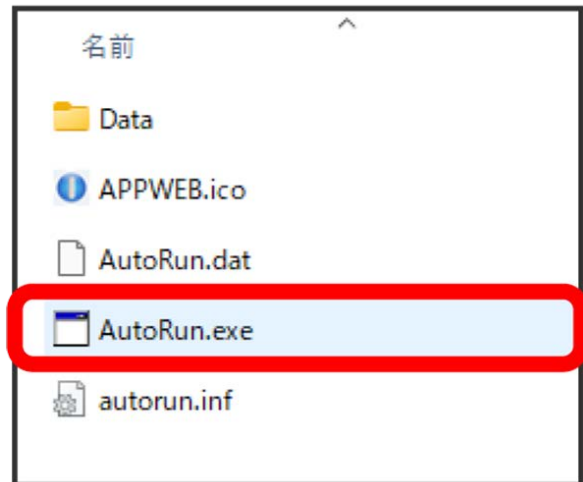 名前
Data
APPWEB.ico
AutoRun.dat
AutoRun.exe
autorun.inf